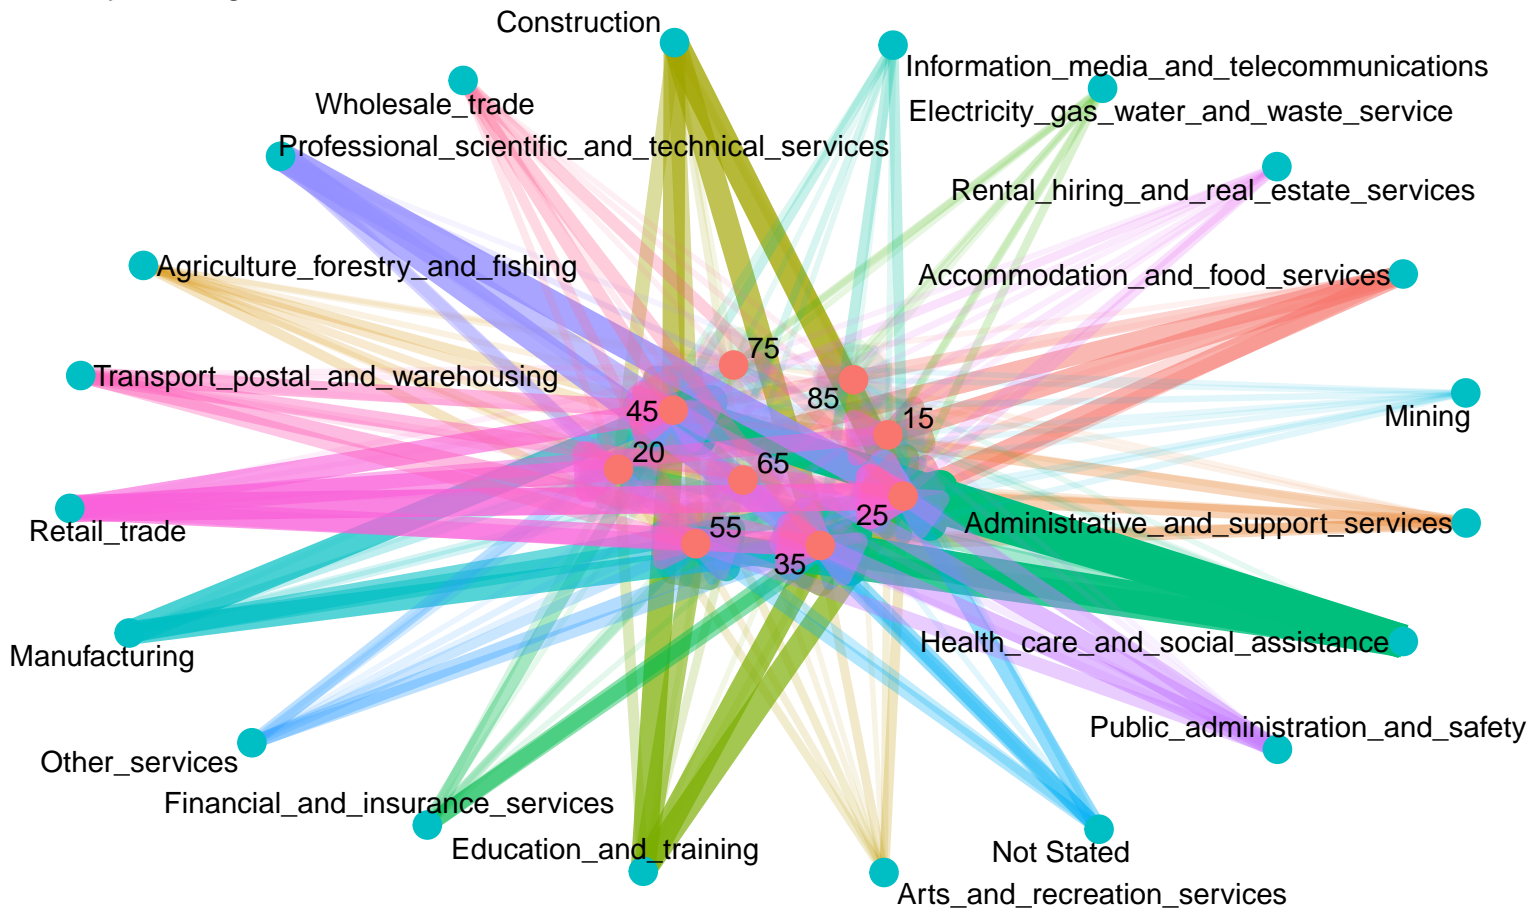 Construction
Information_media_and_telecommunications
Wholesale_trade
Electricity_gas_water_and_waste_service
Professional_scientific_and_technical_services
Rental_hiring_and_real_estate_services
Agriculture_forestry_and_fishing
Accommodation_and_food_services
75
Transport_postal_and_warehousing
85
45
15
Mining
20
65
Retail_trade
25
Administrative_and_support_services
55
35
Manufacturing
Health_care_and_social_assistance
Public_administration_and_safety
Other_services
Financial_and_insurance_services
Education_and_training
Not Stated
Arts_and_recreation_services